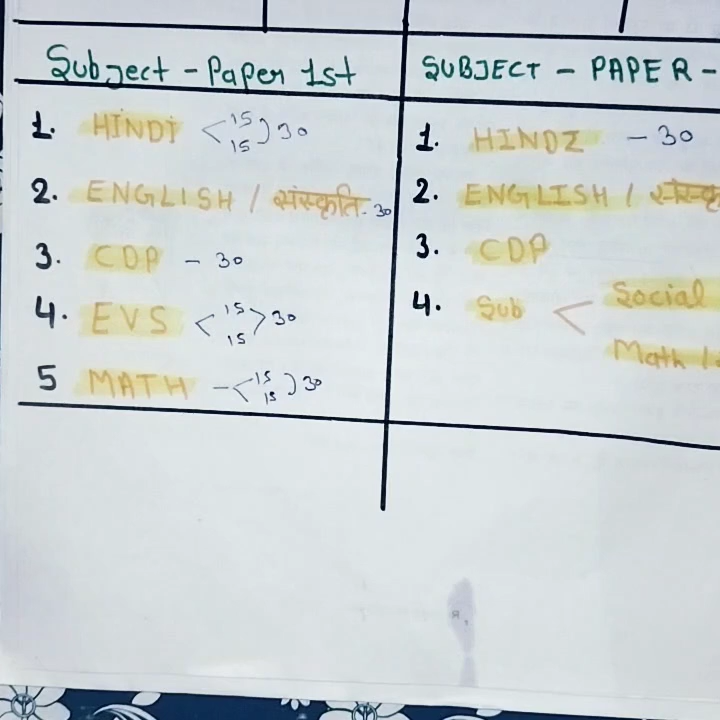 Subject - Paper 1st
1. HINDI < 15 15 ) 30
2. ENGLISH / संस्कृति. 30
3. CDP - 30
4. EVS < 15 15 > 30
5 MATH - < 15 15 ) 30
SUBJECT - PAPER -
1. HINDI - 30
2. ENGLISH /
3. CDP
4. Sub < Social
Math /